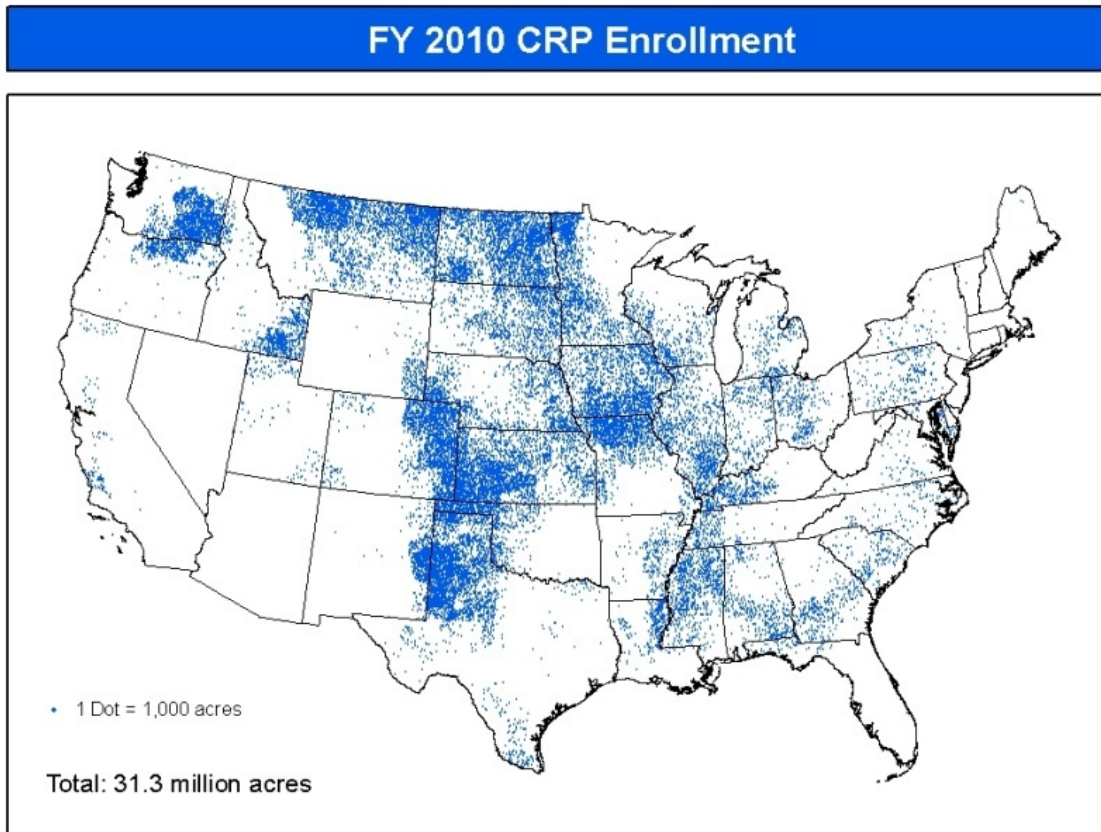 FY 2010 CRP Enrollment
1 Dot = 1,000 acres
Total: 31.3 million acres